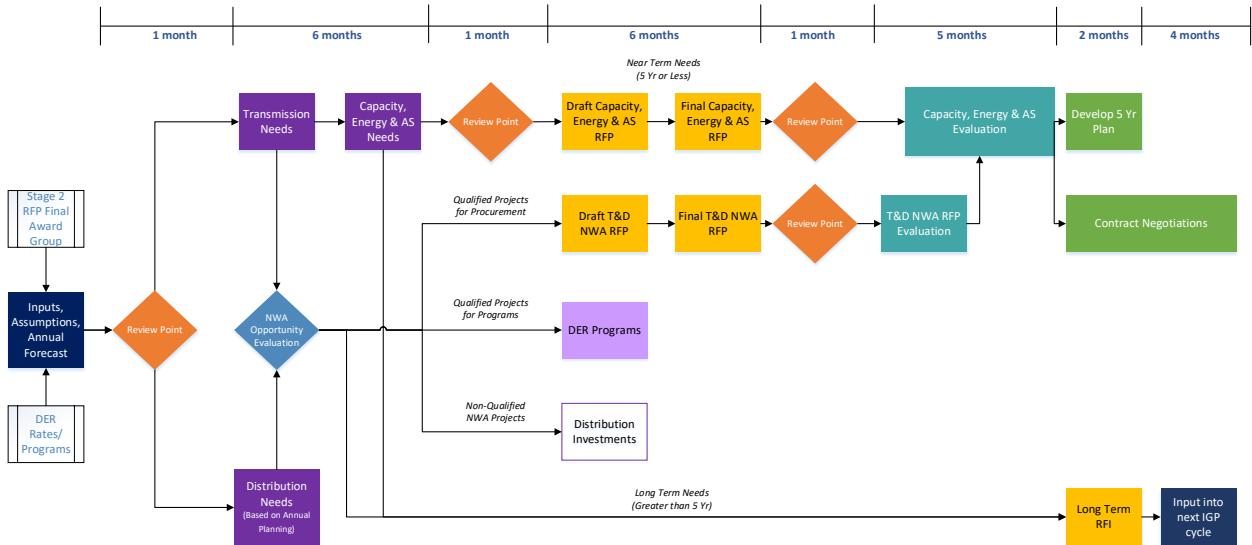 1 month
6 months
1 month
6 months
1 month
5 months
2 months
4 months
Near Term Needs
(5 Yr or Less)
Transmission
Needs
Capacity,
Energy & AS
Needs
Review Point
Draft Capacity,
Energy & AS
RFP
Final Capacity,
Energy & AS
RFP
Review Point
Capacity, Energy & AS
Evaluation
Develop 5 Yr
Plan
Stage 2
RFP Final
Award
Group
Qualified Projects
for Procurement
Draft T&D
NWA RFP
Final T&D NWA
RFP
Review Point
T&D NWA RFP
Evaluation
Contract Negotiations
Inputs,
Assumptions,
Annual
Forecast
Review Point
NWA
Opportunity
Evaluation
Qualified Projects
for Programs
DER Programs
DER
Rates/
Programs
Non-Qualified
NWA Projects
Distribution
Investments
Distribution
Needs
(Based on Annual
Planning)
Long Term Needs
(Greater than 5 Yr)
Long Term
RFI
Input into
next IGP
cycle